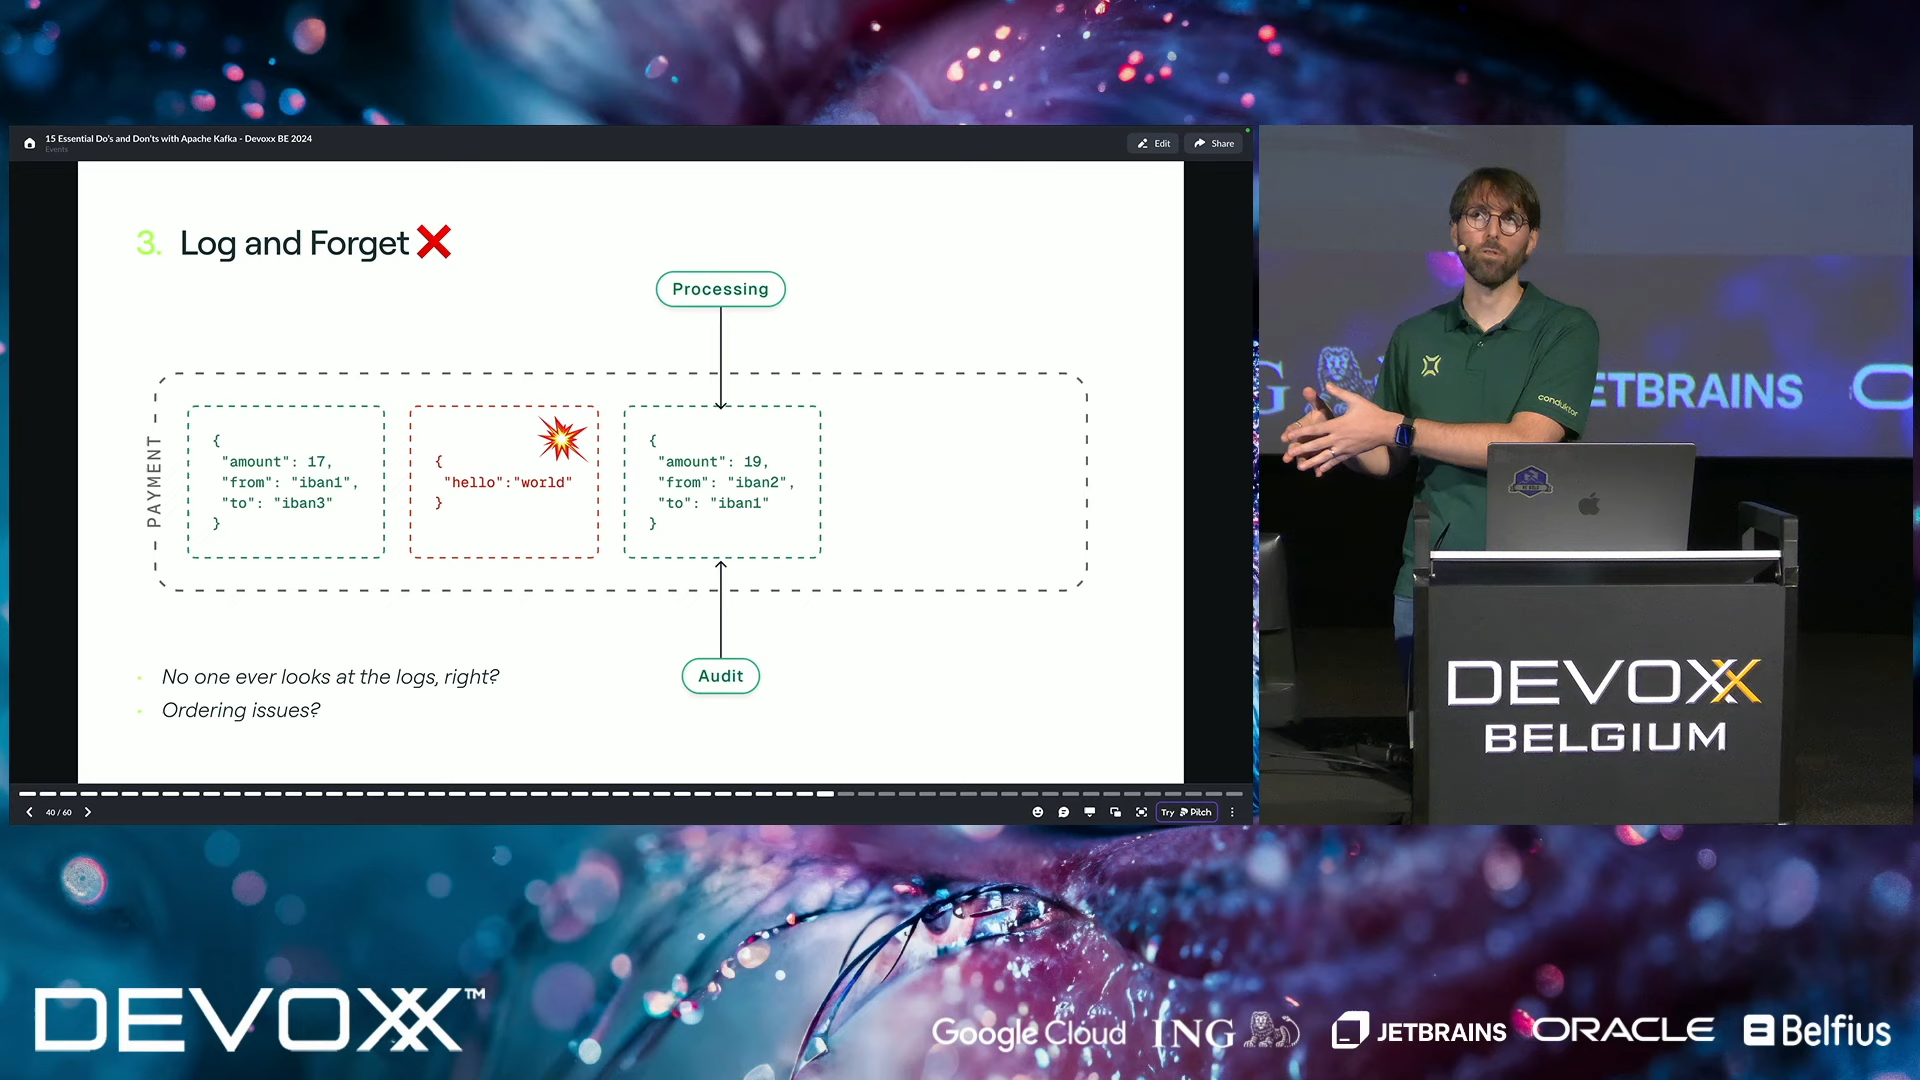 15 Essential Do's and Don'ts with Apache Kafka - Devoxx BE 2024
Events
Edit
Share
3. Log and Forget ❌
Processing
PAYMENT
{
"amount": 17,
"from": "iban1",
"to": "iban3"
}
{
"hello":"world"
}
{
"amount": 19,
"from": "iban2",
"to": "iban1"
}
Audit
No one ever looks at the logs, right?
Ordering issues?
40 / 60
Try Pitch
G
ETBRAINS
conduktor
DEVOXX
BELGIUM
DEVOXX™
Google Cloud
ING
JETBRAINS
ORACLE
Belfius